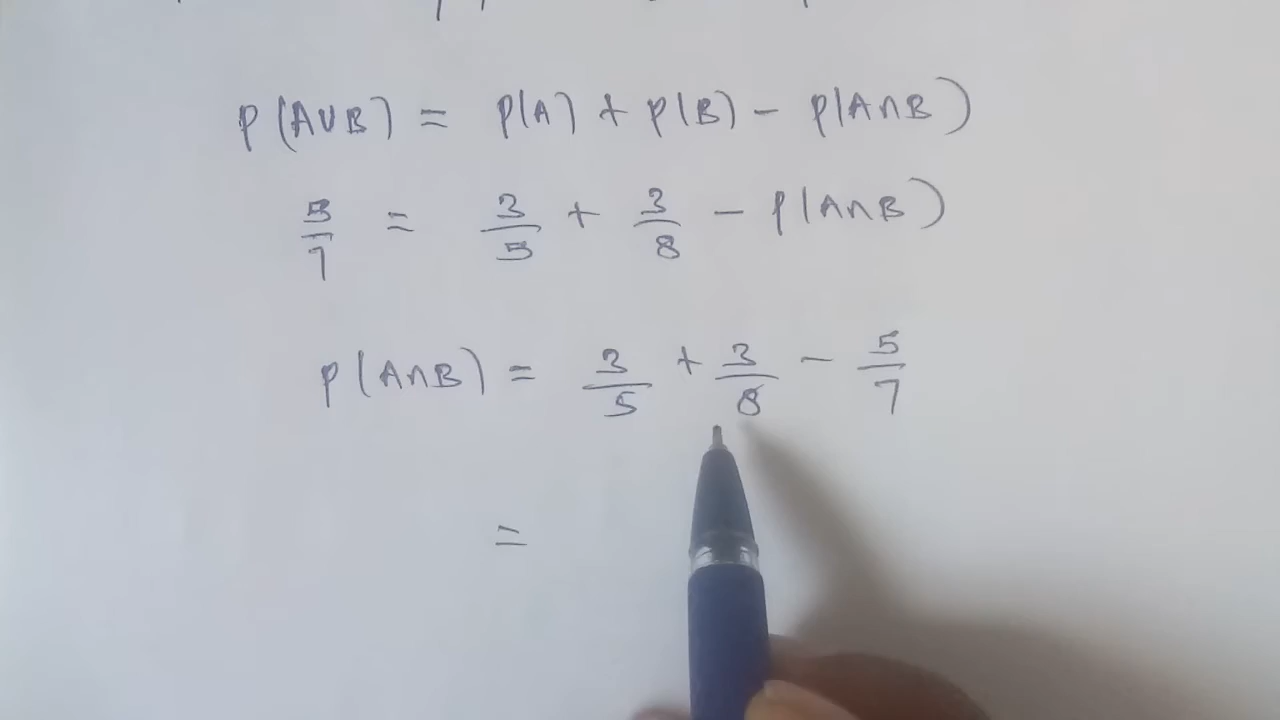 P(A∪B) = P(A) + P(B) - P(A∩B)
5/7 = 3/5 + 3/8 - P(A∩B)
P(A∩B) = 3/5 + 3/8 - 5/7
=